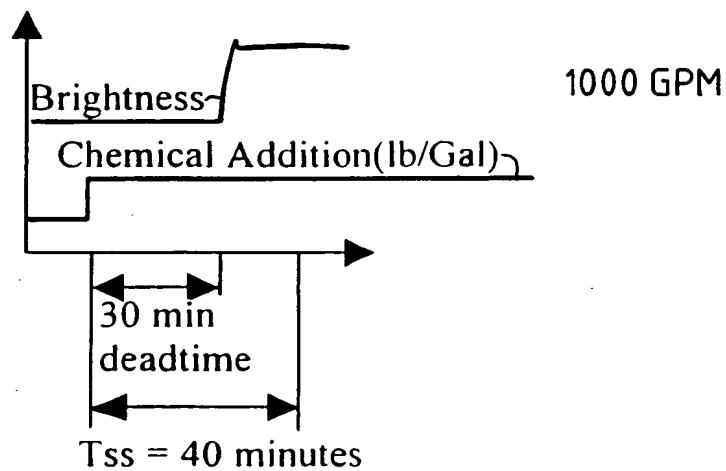 1000 GPM
Brightness
Chemical Addition(lb/Gal)
30 min
deadtime
Tss = 40 minutes